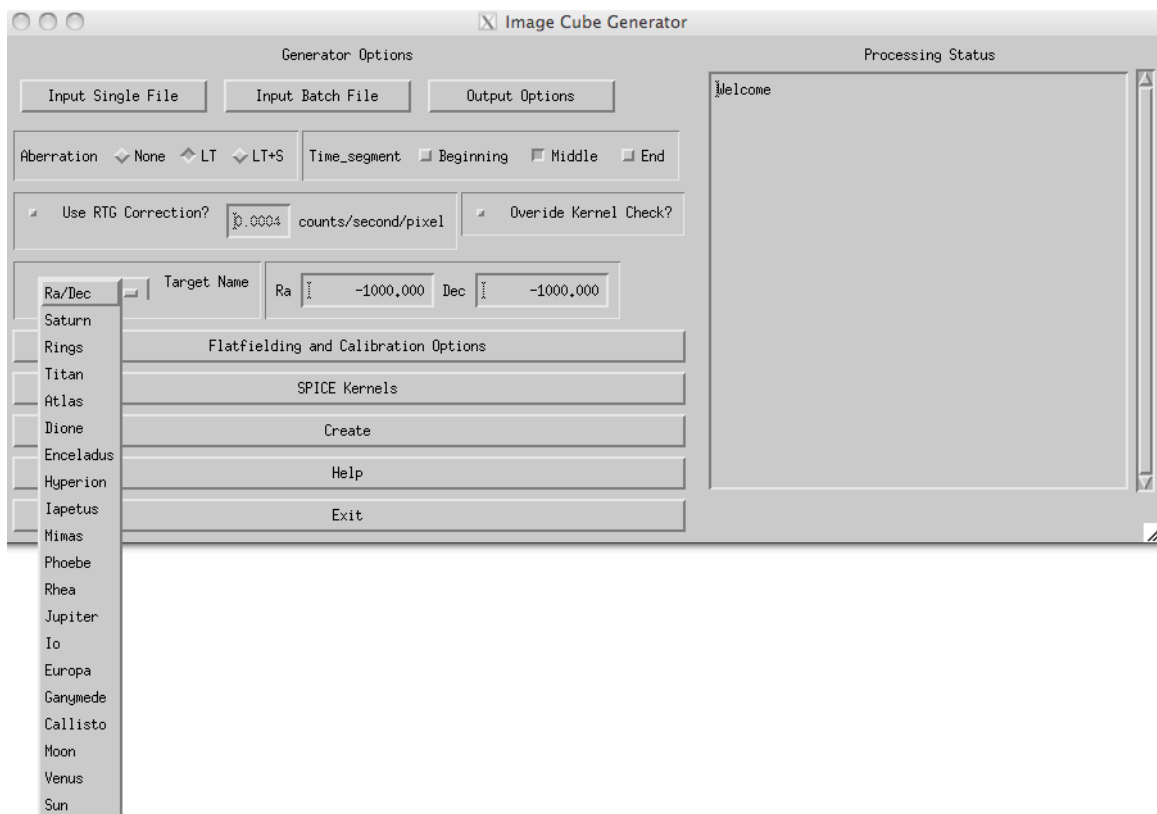 X Image Cube Generator
Generator Options
Processing Status
Input Single File Input Batch File Output Options
Welcome
Aberration None LT LT+S Time_segment Beginning Middle End
Use RTG Correction? 0.0004 counts/second/pixel Overide Kernel Check?
Ra/Dec Target Name Ra -1000.000 Dec -1000.000
Saturn
Rings
Flatfielding and Calibration Options
Titan
SPICE Kernels
Atlas
Dione
Create
Enceladus
Hyperion
Help
Iapetus
Exit
Mimas
Phoebe
Rhea
Jupiter
Io
Europa
Ganymede
Callisto
Moon
Venus
Sun